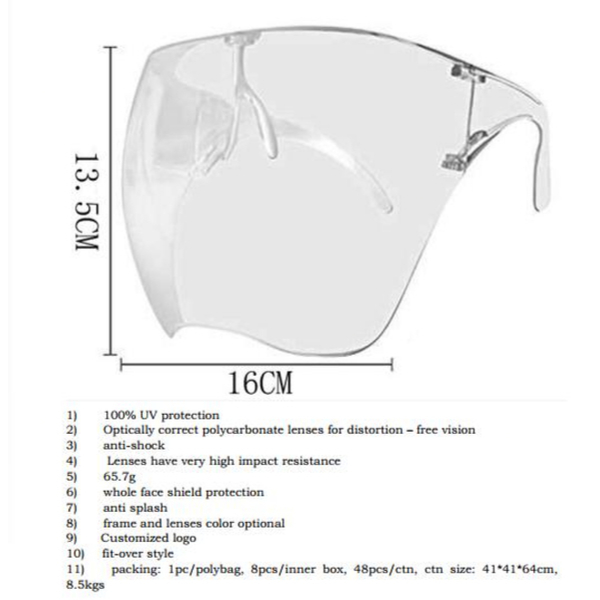 13.5CM
16CM
1) 100% UV protection
2) Optically correct polycarbonate lenses for distortion – free vision
3) anti-shock
4) Lenses have very high impact resistance
5) 65.7g
6) whole face shield protection
7) anti splash
8) frame and lenses color optional
9) Customized logo
10) fit-over style
11) packing: 1pc/polybag, 8pcs/inner box, 48pcs/ctn, ctn size: 41*41*64cm,
8.5kgs